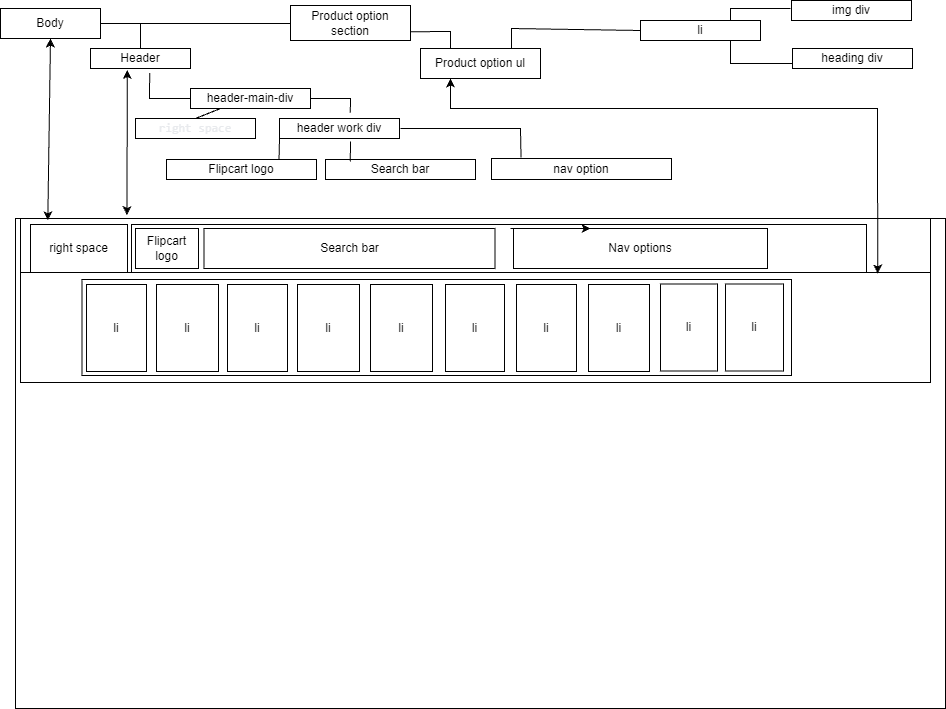 Body
Product option
section
img div
li
Header
Product option ul
heading div
header-main-div
right space
header work div
Flipcart logo
Search bar
nav option
right space
Flipcart
logo
Search bar
Nav options
li
li
li
li
li
li
li
li
li
li